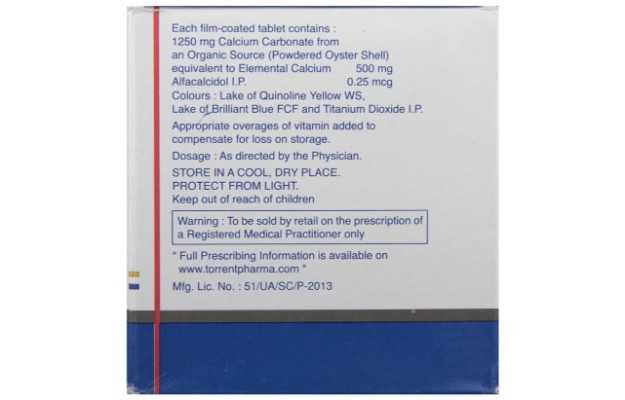 Each film-coated tablet contains :
1250 mg Calcium Carbonate from
an Organic Source (Powdered Oyster Shell)
equivalent to Elemental Calcium 500 mg
Alfacalcidol I.P. 0.25 mcg
Colours : Lake of Quinoline Yellow WS,
Lake of Brilliant Blue FCF and Titanium Dioxide I.P.
Appropriate overages of vitamin added to
compensate for loss on storage.
Dosage : As directed by the Physician.
STORE IN A COOL, DRY PLACE.
PROTECT FROM LIGHT.
Keep out of reach of children
Warning : To be sold by retail on the prescription of
a Registered Medical Practitioner only
" Full Prescribing Information is available on
www.torrentpharma.com "
Mfg. Lic. No. : 51/UA/SC/P-2013